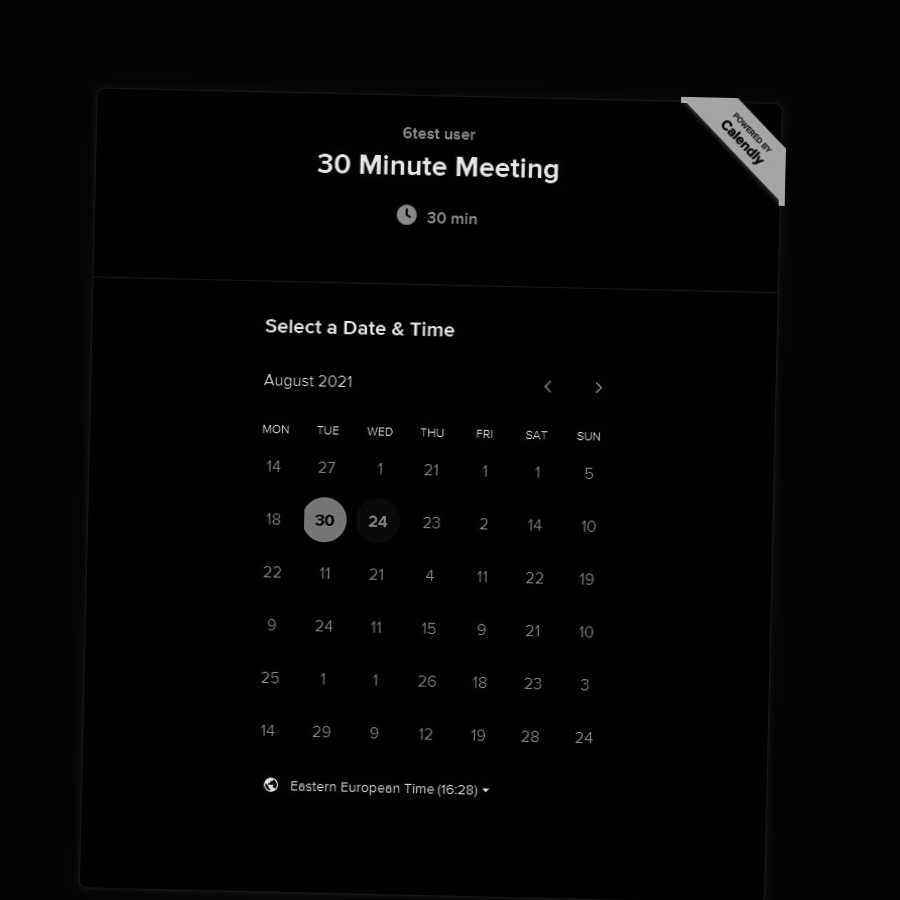 POWERED BY
Calendly
6test user
30 Minute Meeting
30 min
Select a Date & Time
August 2021
MON TUE WED THU FRI SAT SUN
14 27 1 21 1 1 5
18 30 24 23 2 14 10
22 11 21 4 11 22 19
9 24 11 15 9 21 10
25 1 1 26 18 23 3
14 29 9 12 19 28 24
Eastern European Time (16:28)